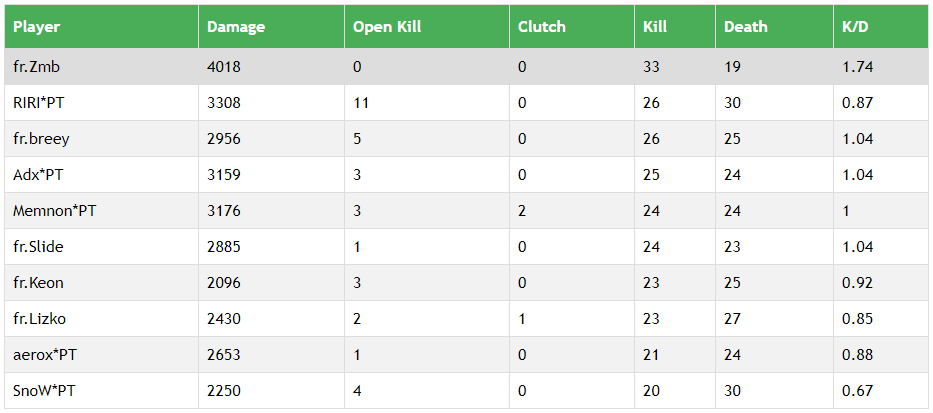 Player Damage Open Kill Clutch Kill Death K/D
fr.Zmb 4018 0 0 33 19 1.74
RIRI*PT 3308 11 0 26 30 0.87
fr.breey 2956 5 0 26 25 1.04
Adx*PT 3159 3 0 25 24 1.04
Memnon*PT 3176 3 2 24 24 1
fr.Slide 2885 1 0 24 23 1.04
fr.Keon 2096 3 0 23 25 0.92
fr.Lizko 2430 2 1 23 27 0.85
aerox*PT 2653 1 0 21 24 0.88
SnoW*PT 2250 4 0 20 30 0.67